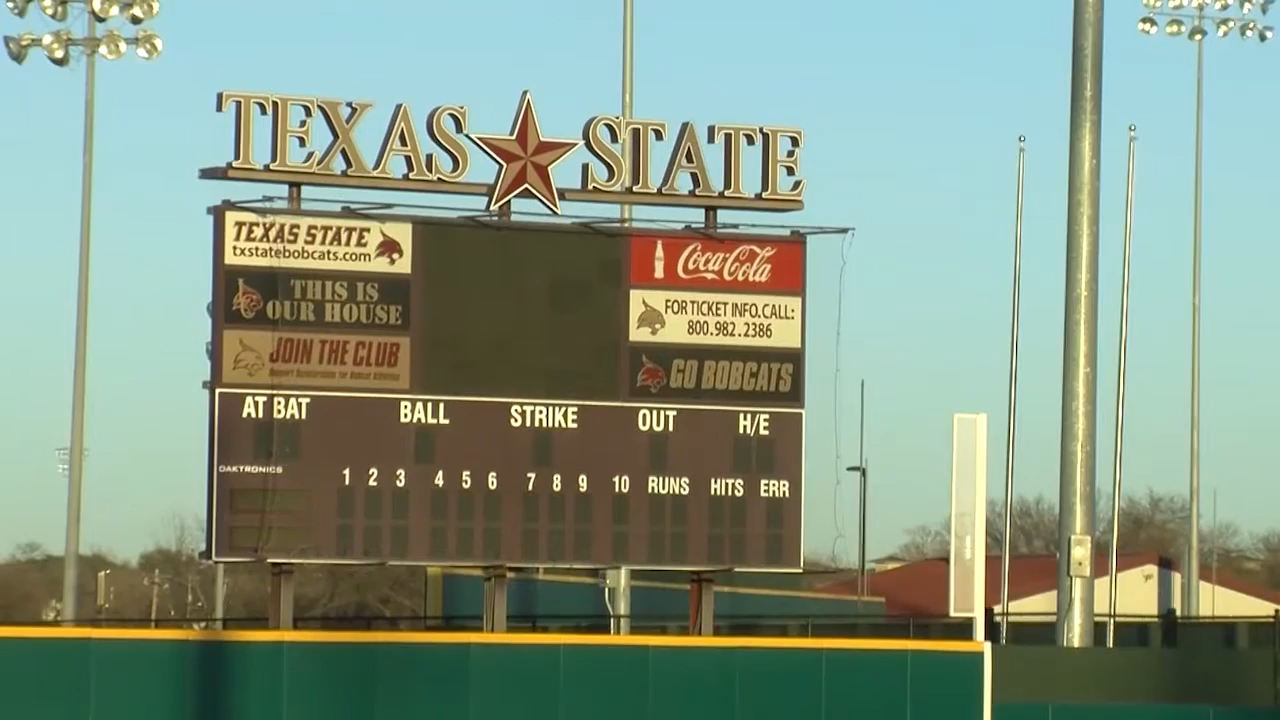 TEXAS STATE
TEXAS STATE
txstatebobcats.com
THIS IS
OUR HOUSE
JOIN THE CLUB
Coca-Cola
FOR TICKET INFO. CALL:
800.982.2386
GO BOBCATS
AT BAT BALL STRIKE OUT H/E
DAKTRONICS
1 2 3 4 5 6 7 8 9 10 RUNS HITS ERR